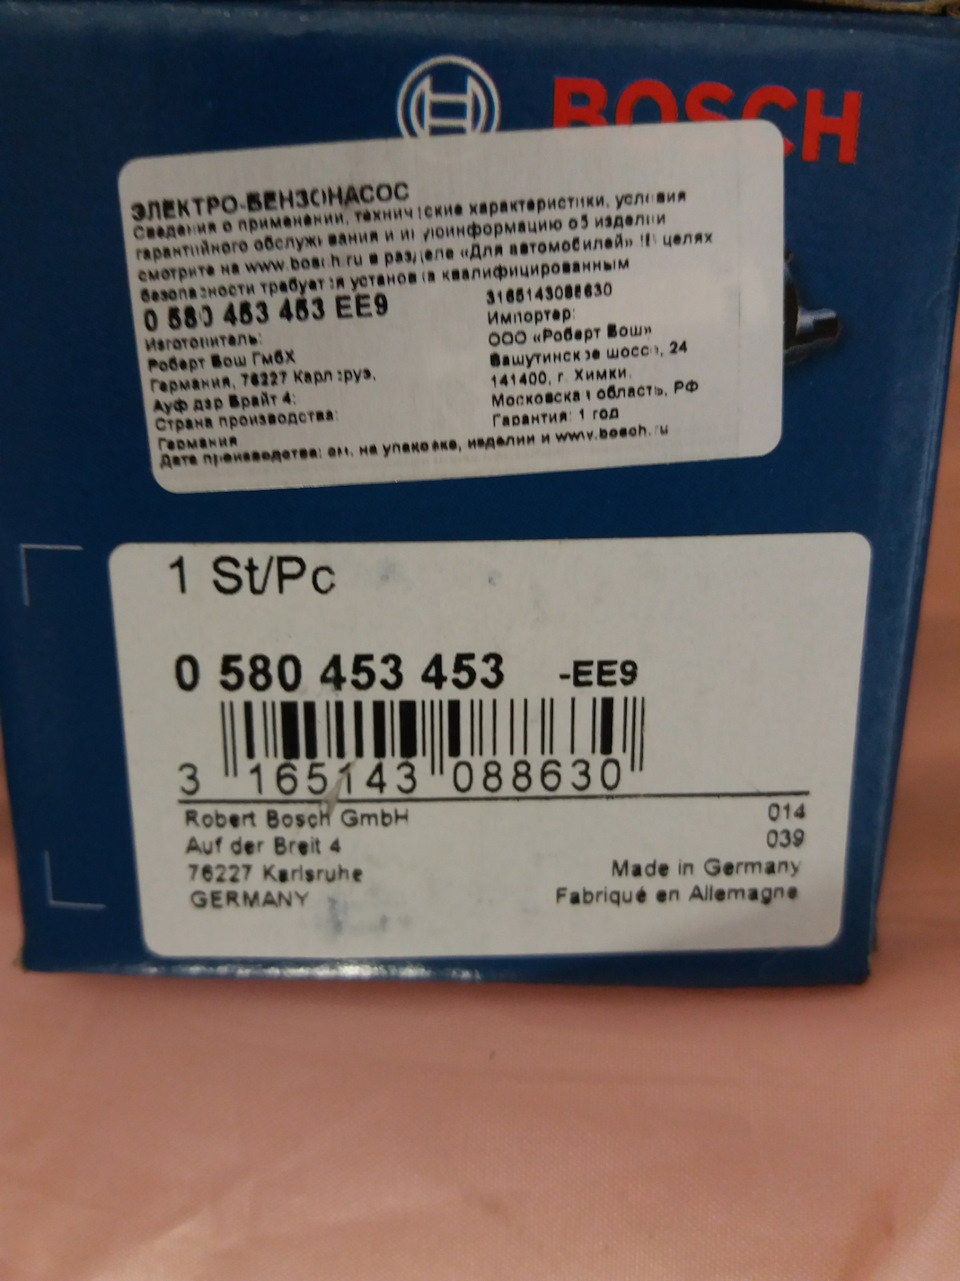 BOSCH
ЭЛЕКТРО-БЕНЗОНАСОС
Сведения о применении, технические характеристики, условия
гарантийного обслуживания и информацию об изделии
смотрите на www.bosch.ru в разделе «Для автомобилей» !В целях
безопасности требуется установка квалифицированным
0 580 453 453 EE9
Изготовитель:
Роберт Бош ГмбХ
Германия, 76227 Карлсруэ,
Ауф дар Брайт 4:
Страна производства:
Германия
3165143088630
Импортер:
ООО «Роберт Бош»
Вашутинское шоссе, 24
141400, г. Химки.
Московская область, РФ
Гарантия: 1 год
Дата производства: см. на упаковке, изделии и www.bosch.ru
1 St/Pc
0 580 453 453 -EE9
3 165143 088630
Robert Bosch GmbH
Auf der Breit 4
76227 Karlsruhe
GERMANY
014
039
Made in Germany
Fabriqué en Allemagne